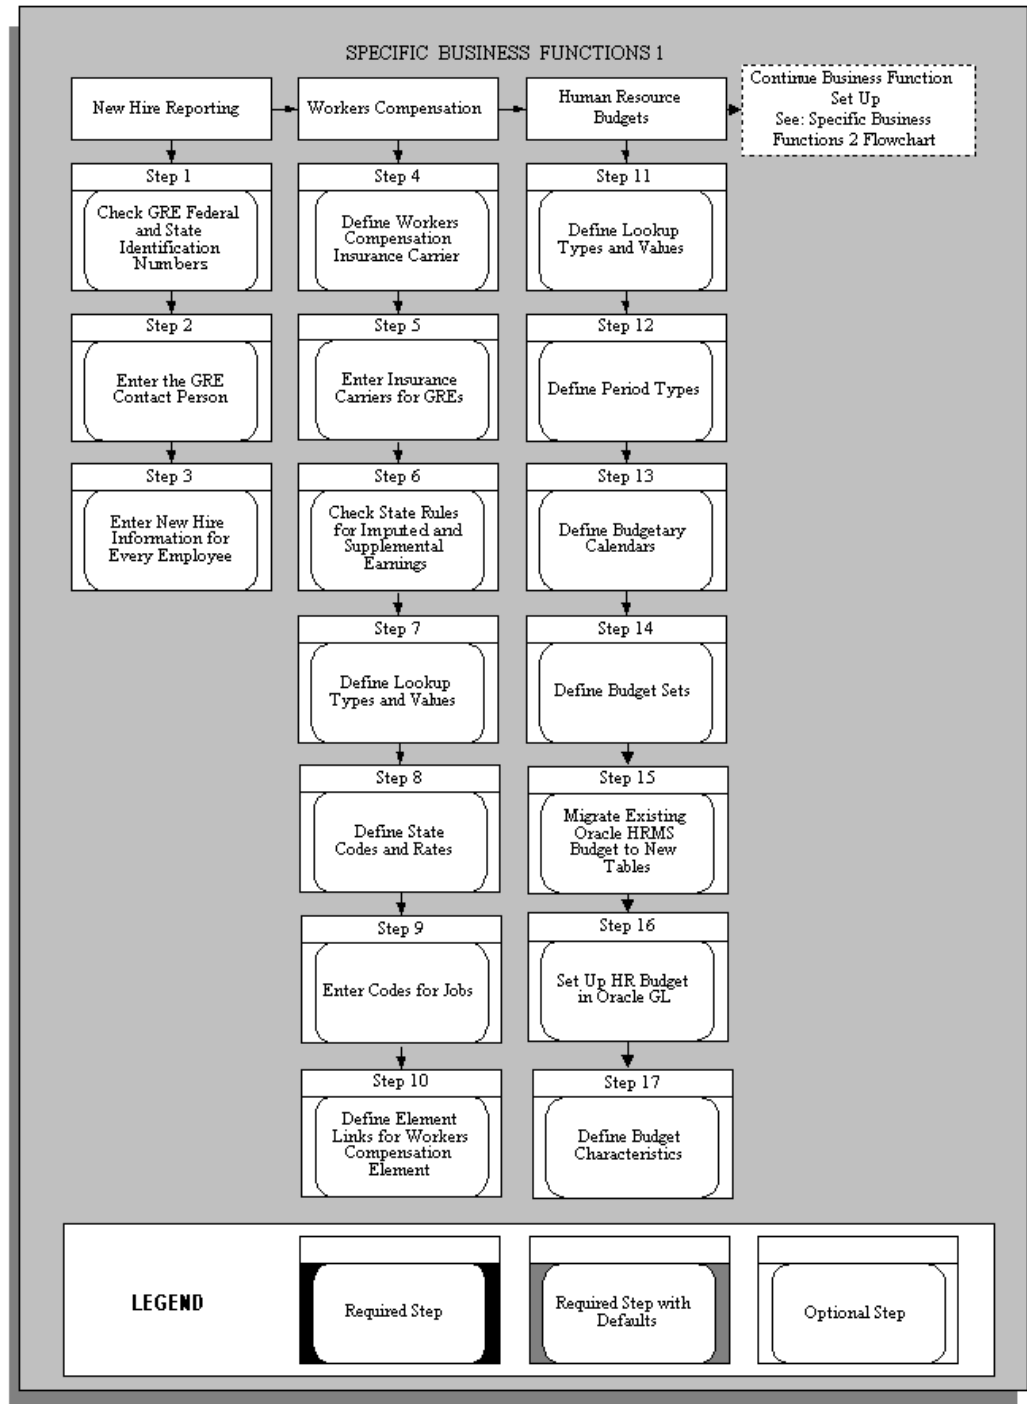 SPECIFIC BUSINESS FUNCTIONS 1
New Hire Reporting
Workers Compensation
Human Resource
Budgets
Continue Business Function
Set Up
See: Specific Business
Functions 2 Flowchart
Step 1
Check GRE Federal
and State
Identification
Numbers
Step 2
Enter the GRE
Contact Person
Step 3
Enter New Hire
Information for
Every Employee
Step 4
Define Workers
Compensation
Insurance Carrier
Step 5
Enter Insurance
Carriers for GREs
Step 6
Check State Rules
for Imputed and
Supplemental
Earnings
Step 7
Define Lookup
Types and Values
Step 8
Define State
Codes and Rates
Step 9
Enter Codes for Jobs
Step 10
Define Element
Links for Workers
Compensation
Element
Step 11
Define Lookup
Types and Values
Step 12
Define Period Types
Step 13
Define Budgetary
Calendars
Step 14
Define Budget Sets
Step 15
Migrate Existing
Oracle HRMS
Budget to New
Tables
Step 16
Set Up HR Budget
in Oracle GL
Step 17
Define Budget
Characteristics
LEGEND
Required Step
Required Step with
Defaults
Optional Step